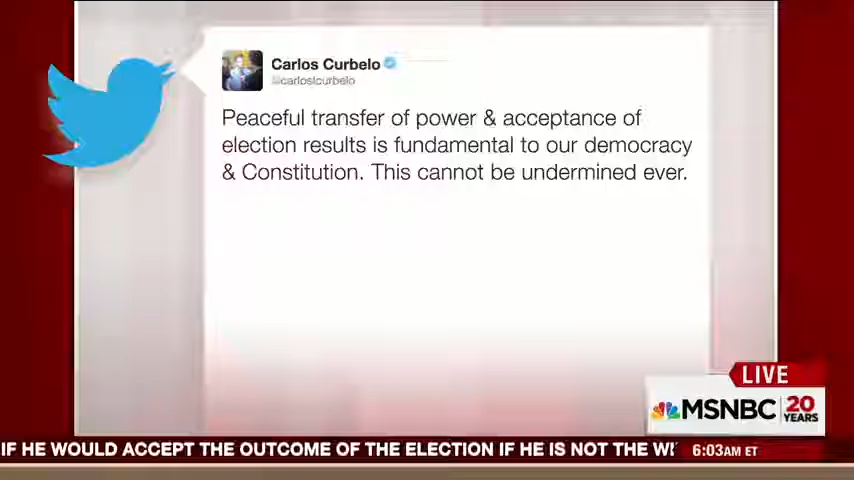 Carlos Curbelo
@carloslcurbelo
Peaceful transfer of power & acceptance of
election results is fundamental to our democracy
& Constitution. This cannot be undermined ever.
LIVE
MSNBC
20
YEARS
IF HE WOULD ACCEPT THE OUTCOME OF THE ELECTION IF HE IS NOT THE
6:03AM ET